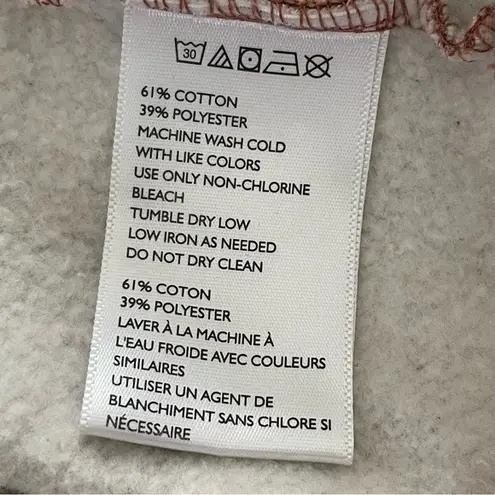 30
61% COTTON
39% POLYESTER
MACHINE WASH COLD
WITH LIKE COLORS
USE ONLY NON-CHLORINE
BLEACH
TUMBLE DRY LOW
LOW IRON AS NEEDED
DO NOT DRY CLEAN
61% COTON
39% POLYESTER
LAVER À LA MACHINE À
L'EAU FROIDE AVEC COULEURS
SIMILAIRES
UTILISER UN AGENT DE
BLANCHIMENT SANS CHLORE SI
NÉCESSAIRE